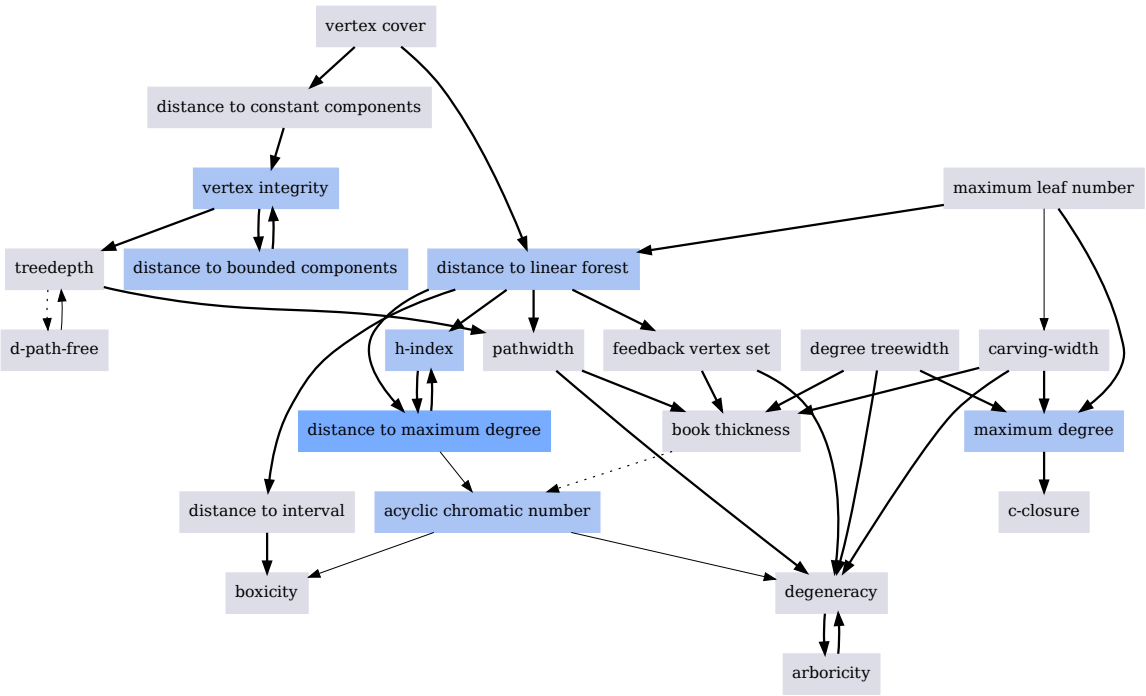 vertex cover
distance to constant components
vertex integrity
maximum leaf number
treedepth
distance to bounded components
distance to linear forest
d-path-free
h-index
pathwidth
feedback vertex set
degree treewidth
carving-width
distance to maximum degree
book thickness
maximum degree
distance to interval
acyclic chromatic number
c-closure
boxicity
degeneracy
arboricity